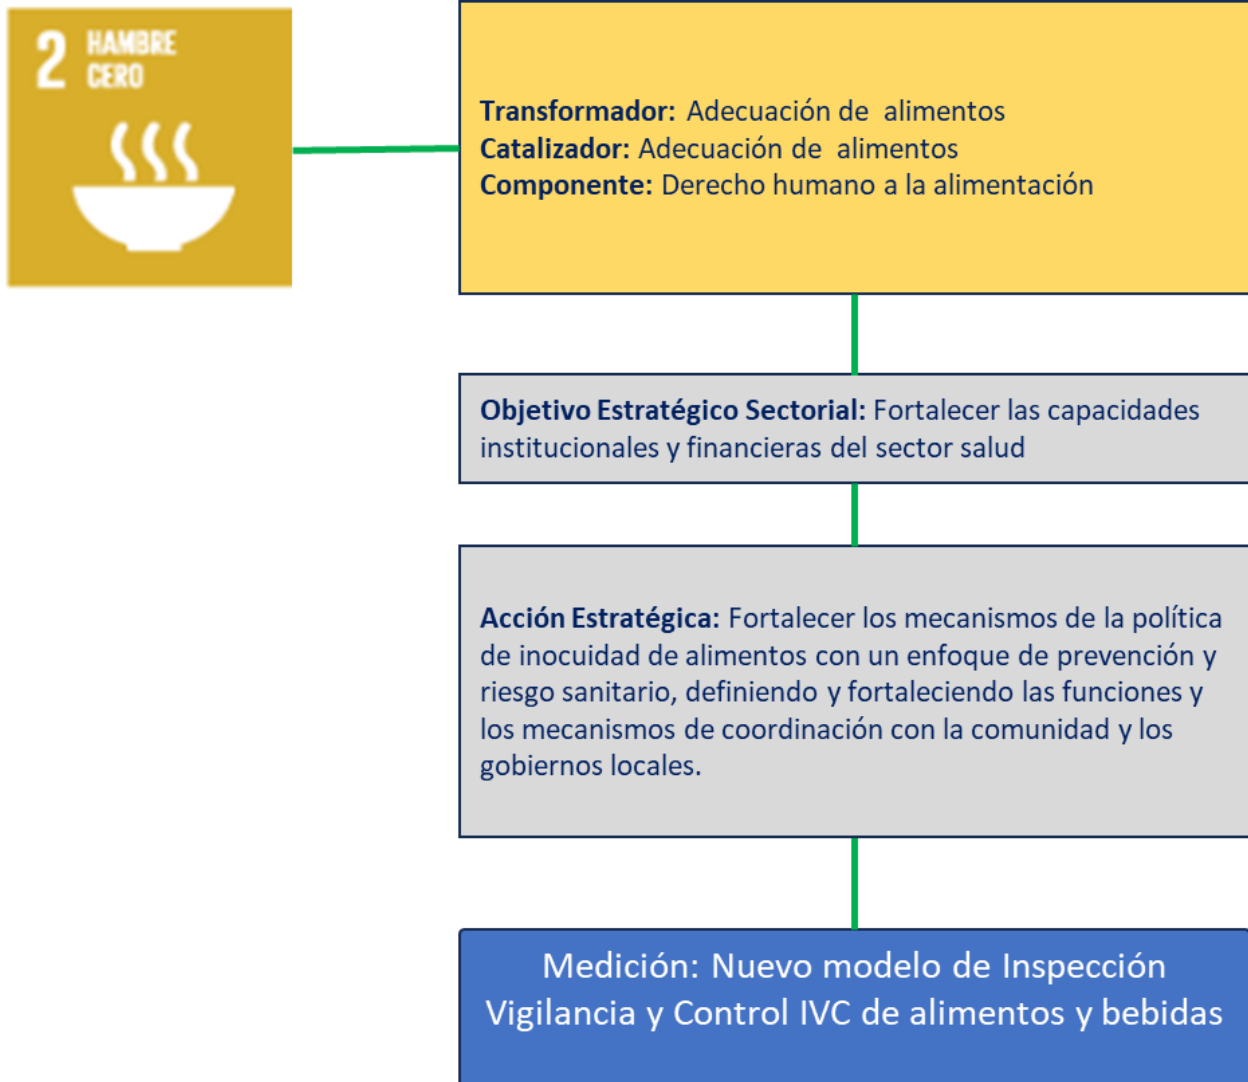 2 HAMBRE
CERO
Transformador: Adecuación de alimentos
Catalizador: Adecuación de alimentos
Componente: Derecho humano a la alimentación
Objetivo Estratégico Sectorial: Fortalecer las capacidades
institucionales y financieras del sector salud
Acción Estratégica: Fortalecer los mecanismos de la política
de inocuidad de alimentos con un enfoque de prevención y
riesgo sanitario, definiendo y fortaleciendo las funciones y
los mecanismos de coordinación con la comunidad y los
gobiernos locales.
Medición: Nuevo modelo de Inspección
Vigilancia y Control IVC de alimentos y bebidas